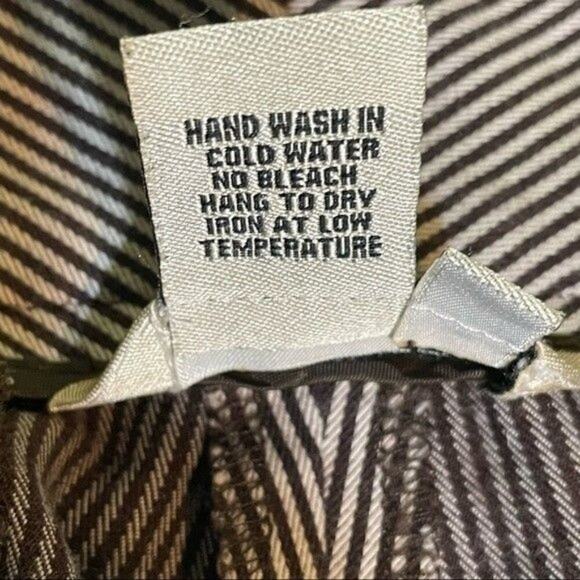 HAND WASH IN
COLD WATER
NO BLEACH
HANG TO DRY
IRON AT LOW
TEMPERATURE